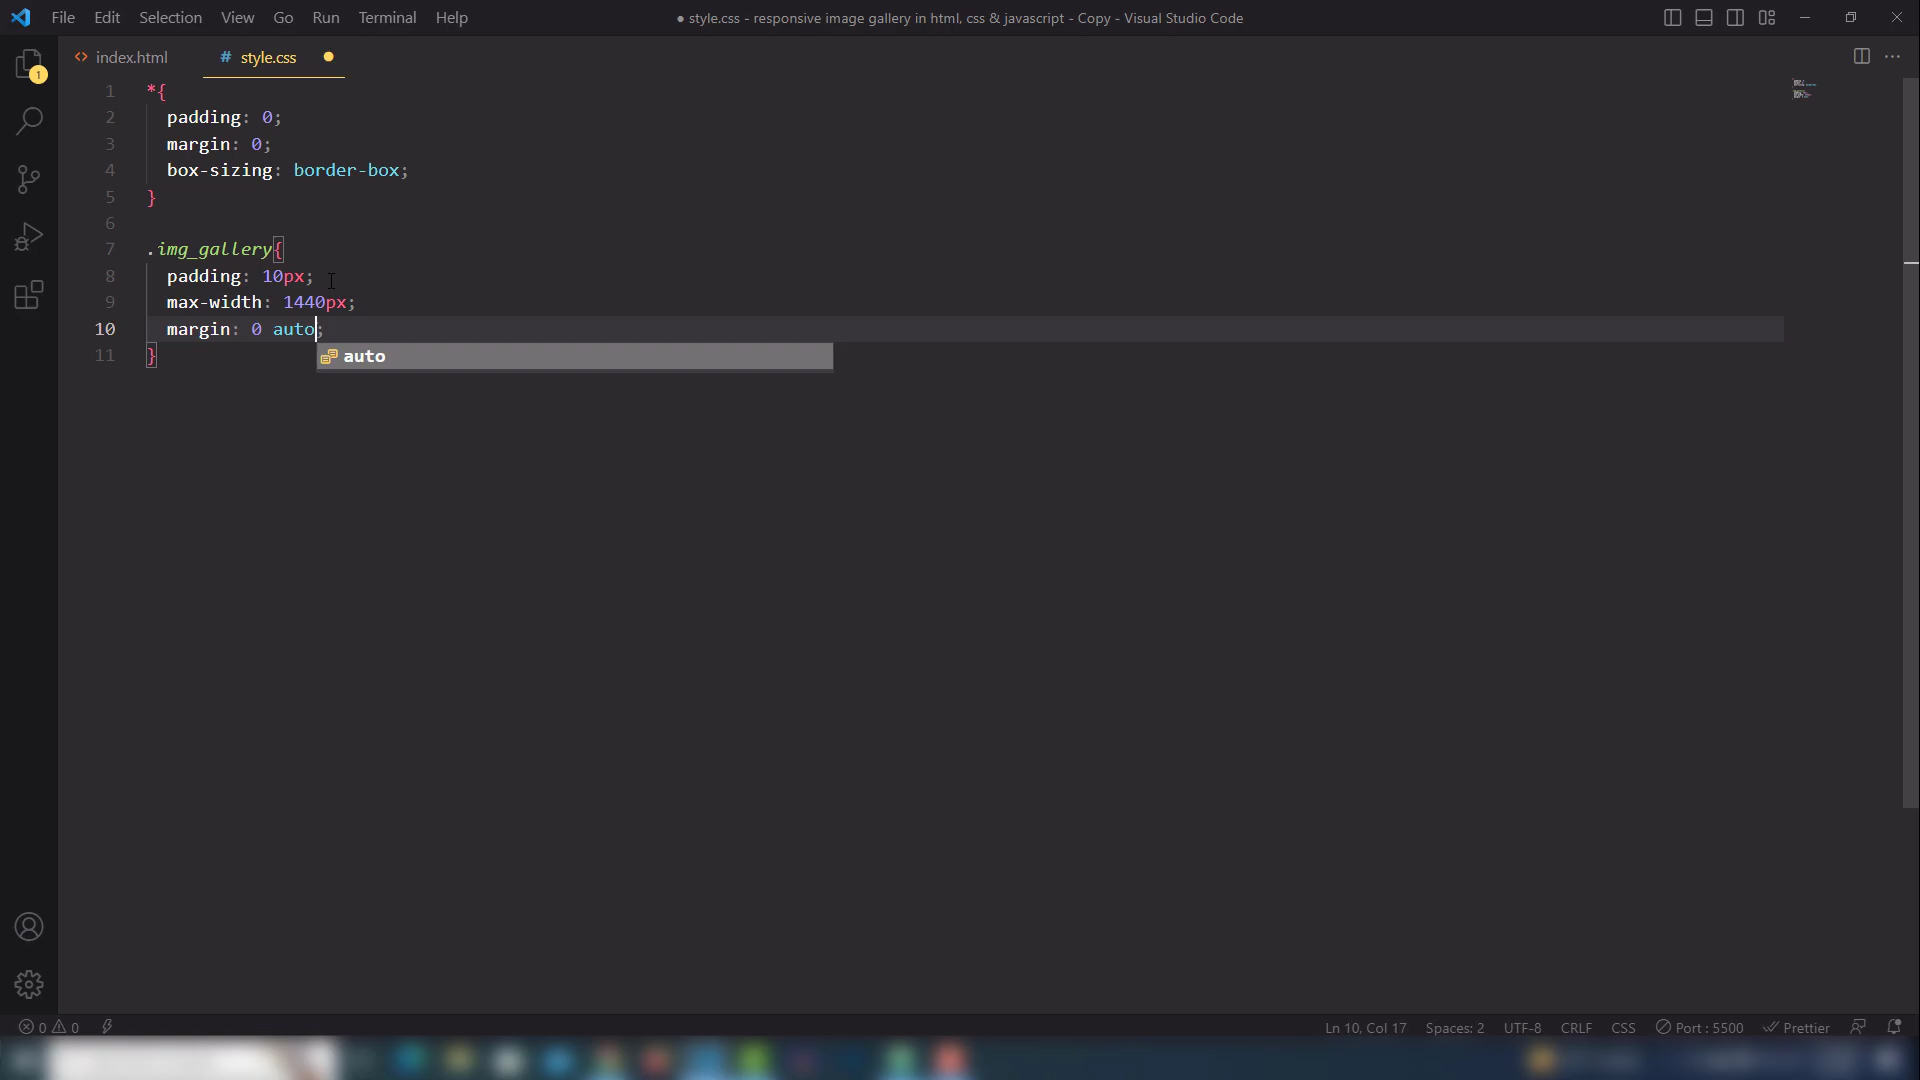 File Edit Selection View Go Run Terminal Help
● style.css - responsive image gallery in html, css & javascript - Copy - Visual Studio Code
1
<> index.html
# style.css ●
1 *{
2 padding: 0;
3 margin: 0;
4 box-sizing: border-box;
5 }
6
7 .img_gallery{
8 padding: 10px;
9 max-width: 1440px;
10 margin: 0 auto;
11 }
auto
0 0
Ln 10, Col 17 Spaces: 2 UTF-8 CRLF CSS Port : 5500 Prettier